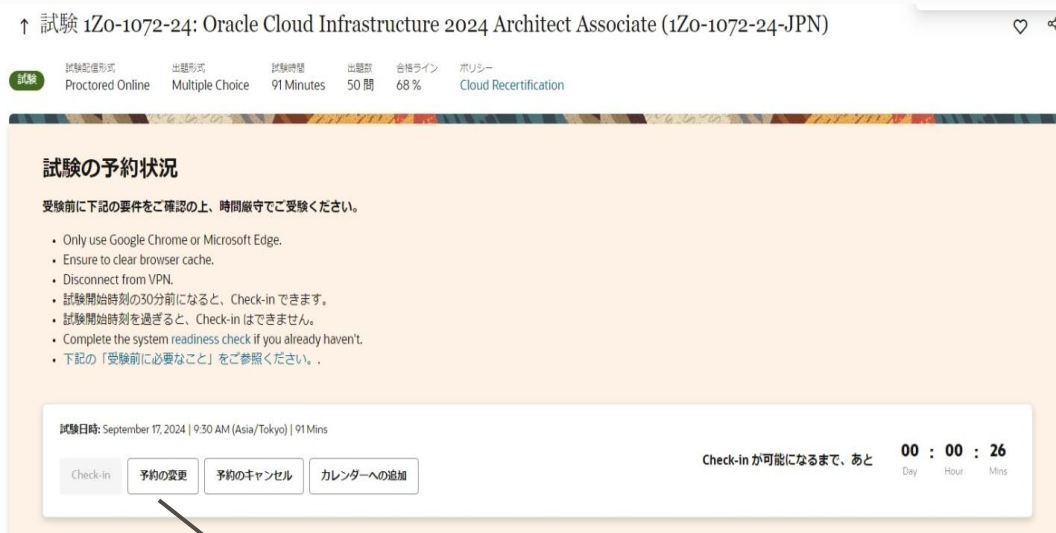 ↑ 試験 1Z0-1072-24: Oracle Cloud Infrastructure 2024 Architect Associate (1Z0-1072-24-JPN)
試験 試験配信形式 出題形式 試験時間 出題数 合格ライン ポリシー
Proctored Online Multiple Choice 91 Minutes 50 問 68 % Cloud Recertification
試験の予約状況
受験前に下記の要件をご確認の上、時間厳守でご受験ください。
• Only use Google Chrome or Microsoft Edge.
• Ensure to clear browser cache.
• Disconnect from VPN.
• 試験開始時刻の30分前になると、Check-in できます。
• 試験開始時刻を過ぎると、Check-in はできません。
• Complete the system readiness check if you already haven't.
• 下記の「受験前に必要なこと」をご参照ください。.
試験日時: September 17, 2024 | 9:30 AM (Asia/Tokyo) | 91 Mins
Check-in 予約の変更 予約のキャンセル カレンダーへの追加
Check-in が可能になるまで、あと 00 : 00 : 26
Day Hour Mins